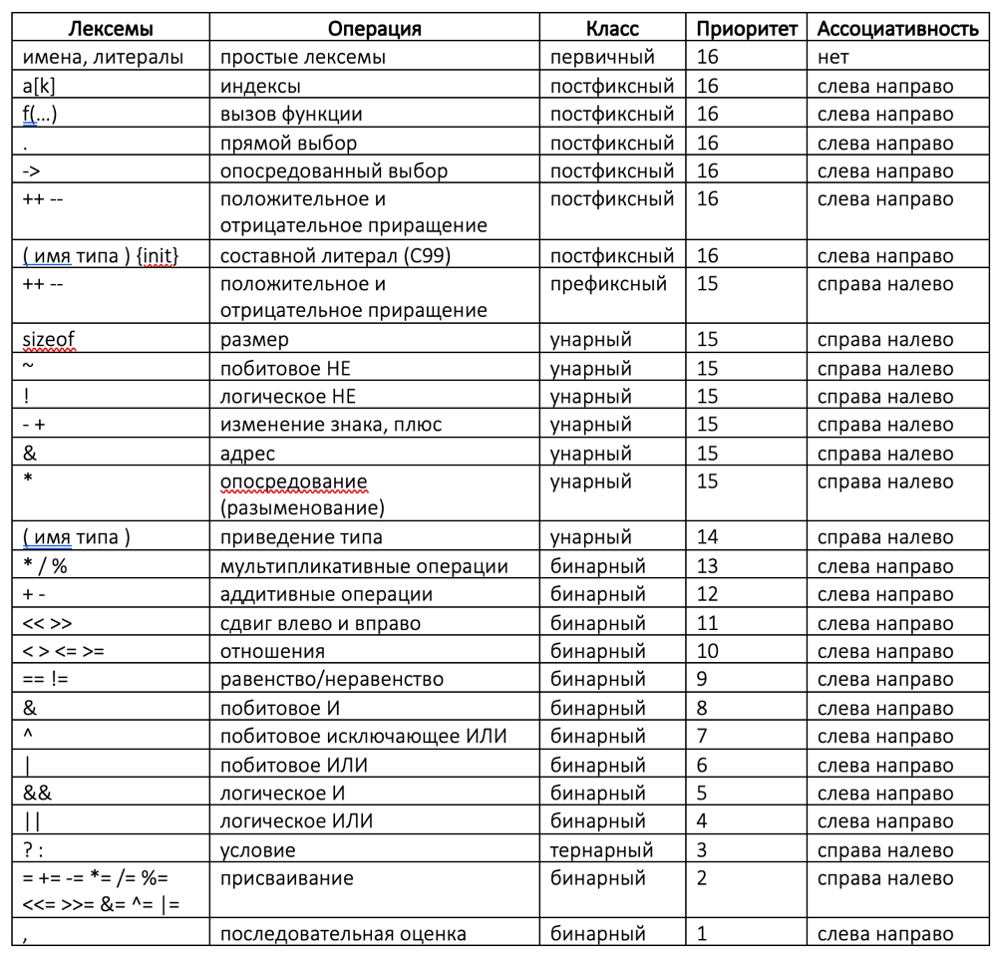 Лексемы Операция Класс Приоритет Ассоциативность
имена, литералы простые лексемы первичный 16 нет
a[k] индексы постфиксный 16 слева направо
f(...) вызов функции постфиксный 16 слева направо
. прямой выбор постфиксный 16 слева направо
-> опосредованный выбор постфиксный 16 слева направо
++ -- положительное и постфиксный 16 слева направо
отрицательное приращение
( имя типа ) {init} составной литерал (C99) постфиксный 16 слева направо
++ -- положительное и префиксный 15 справа налево
отрицательное приращение
sizeof размер унарный 15 справа налево
~ побитовое НЕ унарный 15 справа налево
! логическое НЕ унарный 15 справа налево
- + изменение знака, плюс унарный 15 справа налево
& адрес унарный 15 справа налево
* опосредование унарный 15 справа налево
(разыменование)
( имя типа ) приведение типа унарный 14 справа налево
* / % мультипликативные операции бинарный 13 слева направо
+ - аддитивные операции бинарный 12 слева направо
<< >> сдвиг влево и вправо бинарный 11 слева направо
< > <= >= отношения бинарный 10 слева направо
== != равенство/неравенство бинарный 9 слева направо
& побитовое И бинарный 8 слева направо
^ побитовое исключающее ИЛИ бинарный 7 слева направо
| побитовое ИЛИ бинарный 6 слева направо
&& логическое И бинарный 5 слева направо
|| логическое ИЛИ бинарный 4 слева направо
? : условие тернарный 3 справа налево
= += -= *= /= %= присваивание бинарный 2 справа налево
<<= >>= &= ^= |=
, последовательная оценка бинарный 1 слева направо